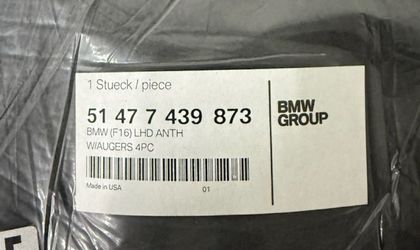 1 Stueck / piece
51 47 7 439 873
BMW (F16) LHD ANTH
W/AUGERS 4PC
Made in USA
01
BMW
GROUP